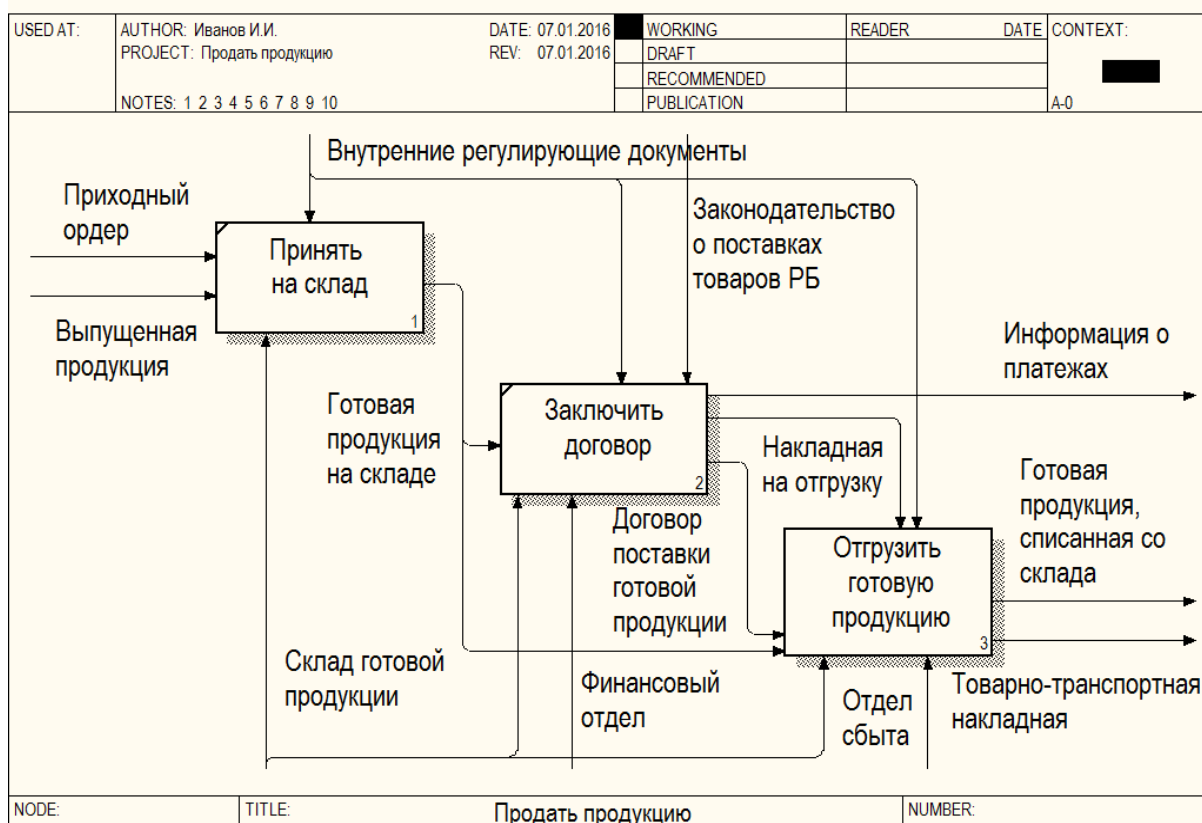 USED AT:
AUTHOR: Иванов И.И.
DATE: 07.01.2016
WORKING
READER
DATE
CONTEXT:
PROJECT: Продать продукцию
REV: 07.01.2016
DRAFT
RECOMMENDED
NOTES: 1 2 3 4 5 6 7 8 9 10
PUBLICATION
A-0
Внутренние регулирующие документы
Приходный
ордер
Законодательство
о поставках
товаров РБ
Принять
на склад
1
Выпущенная
продукция
Информация о
платежах
Готовая
продукция
на складе
Заключить
договор
2
Накладная
на отгрузку
Готовая
продукция,
списанная со
склада
Договор
поставки
готовой
продукции
Отгрузить
готовую
продукцию
3
Склад готовой
продукции
Финансовый
отдел
Отдел
сбыта
Товарно-транспортная
накладная
NODE:
TITLE:
Продать продукцию
NUMBER: